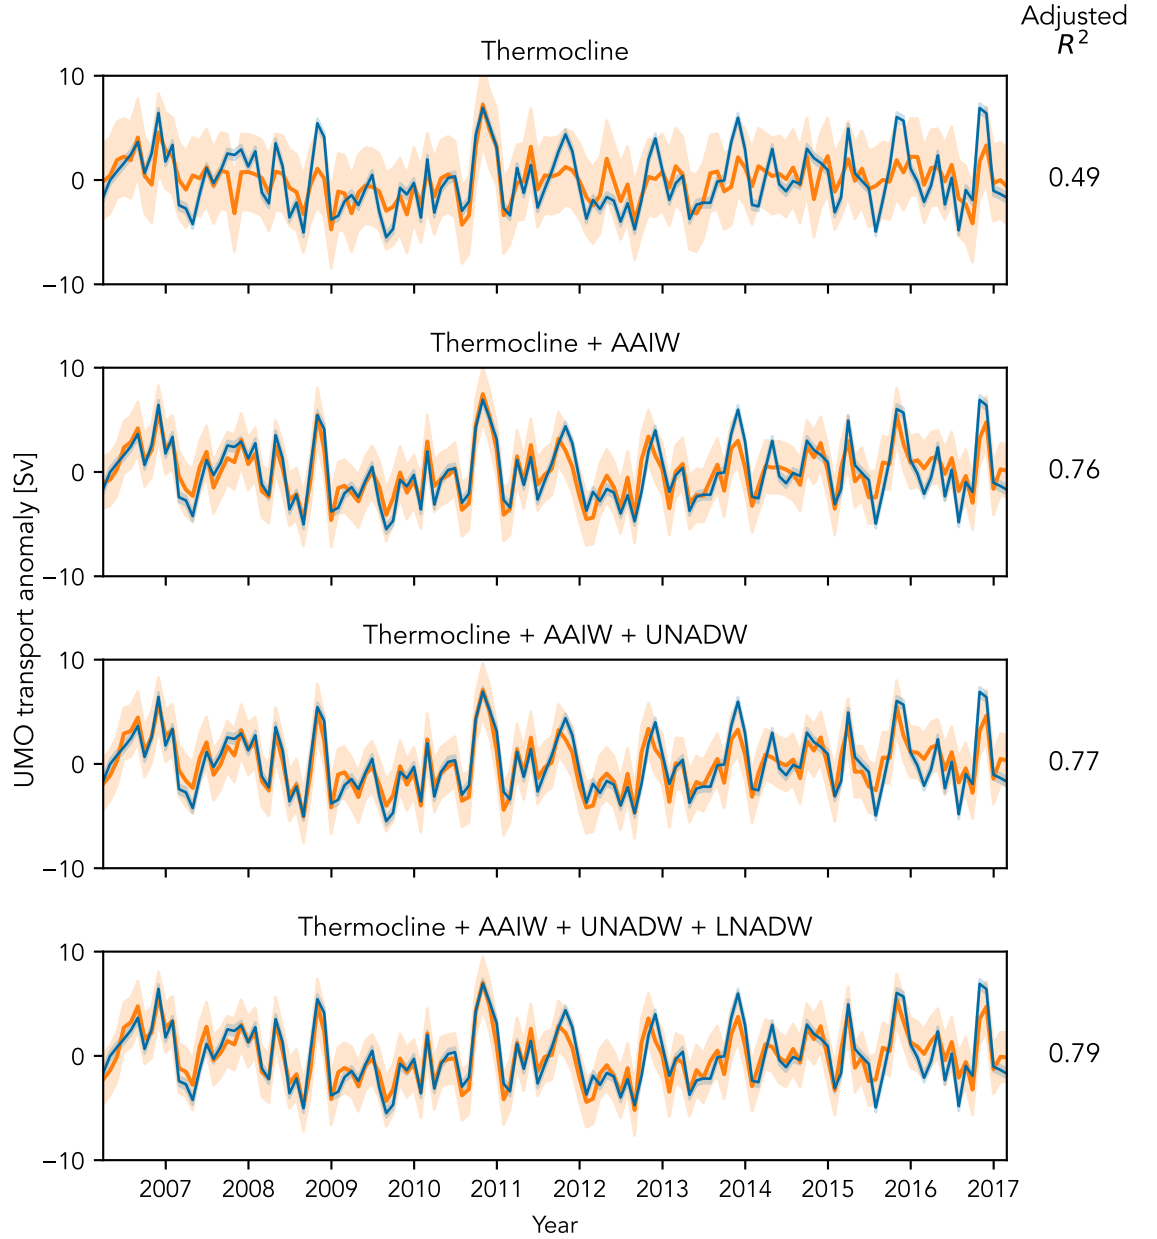 Adjusted
R²
Thermocline
10
0
−10
0.49
Thermocline + AAIW
10
0
−10
0.76
UMO transport anomaly [Sv]
Thermocline + AAIW + UNADW
10
0
−10
0.77
Thermocline + AAIW + UNADW + LNADW
10
0
−10
0.79
2007 2008 2009 2010 2011 2012 2013 2014 2015 2016 2017
Year